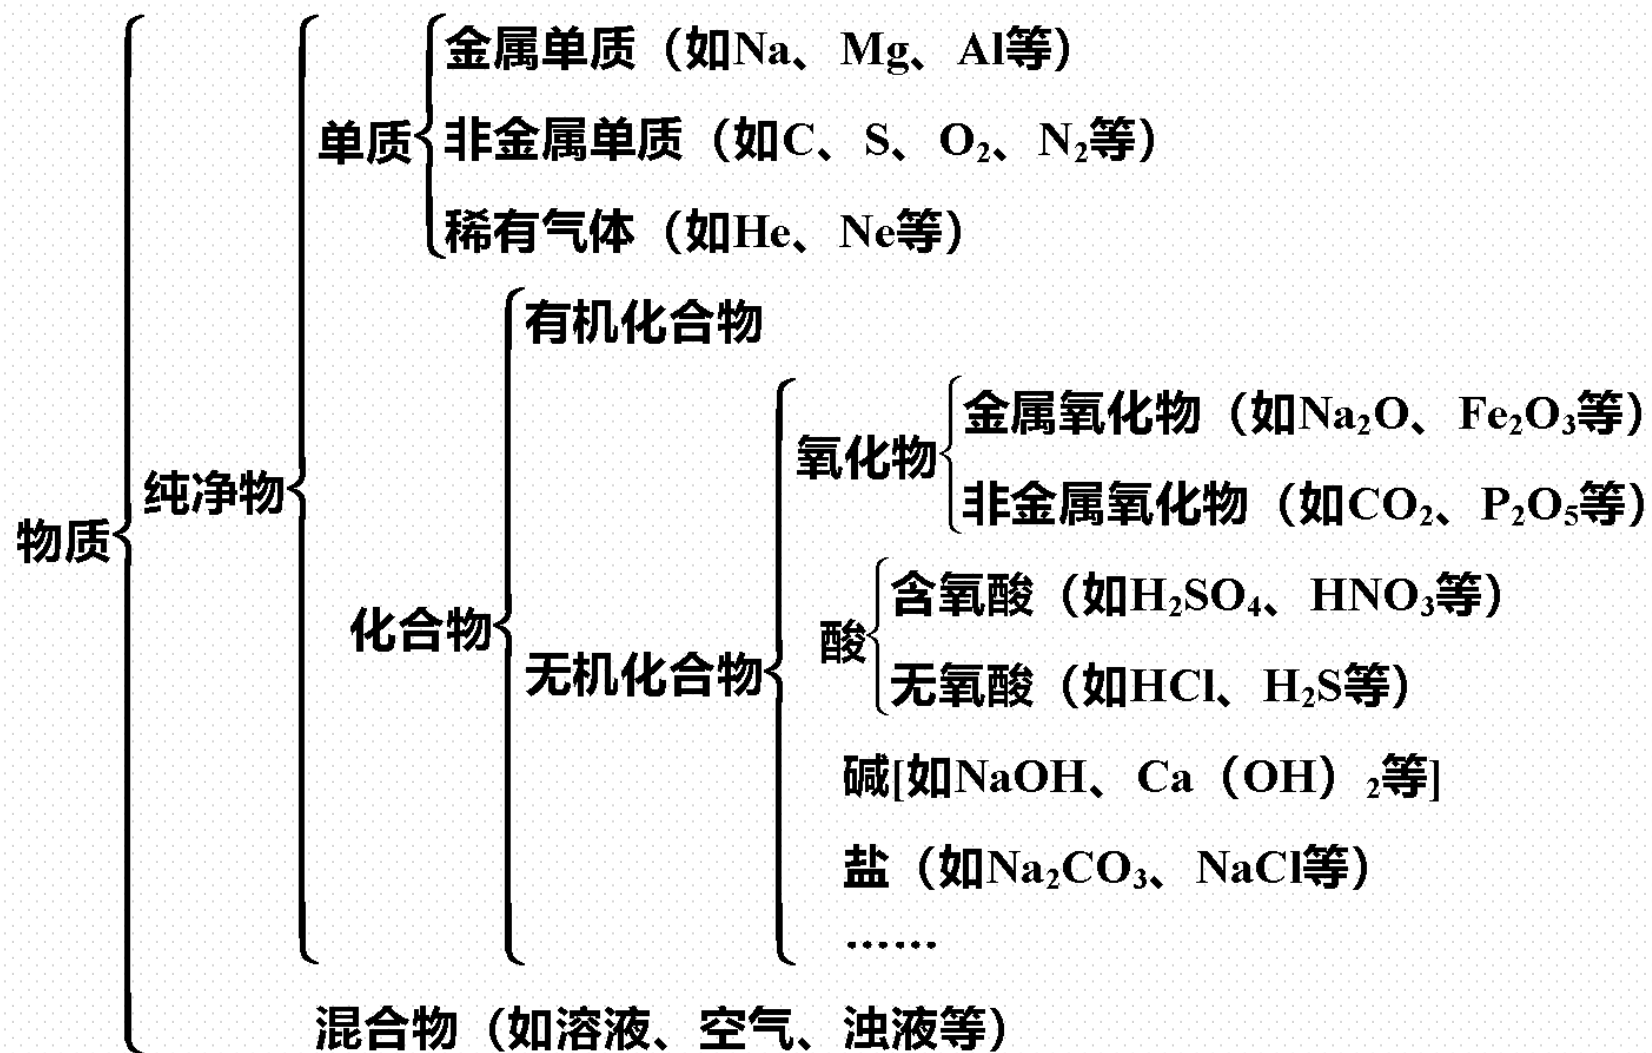 金属单质（如Na、Mg、Al等）
单质
非金属单质（如C、S、O₂、N₂等）
稀有气体（如He、Ne等）
有机化合物
金属氧化物（如Na₂O、Fe₂O₃等）
氧化物
纯净物
非金属氧化物（如CO₂、P₂O₅等）
物质
含氧酸（如H₂SO₄、HNO₃等）
化合物
酸
无机化合物
无氧酸（如HCl、H₂S等）
碱[如NaOH、Ca（OH）₂等]
盐（如Na₂CO₃、NaCl等）
……
混合物（如溶液、空气、浊液等）